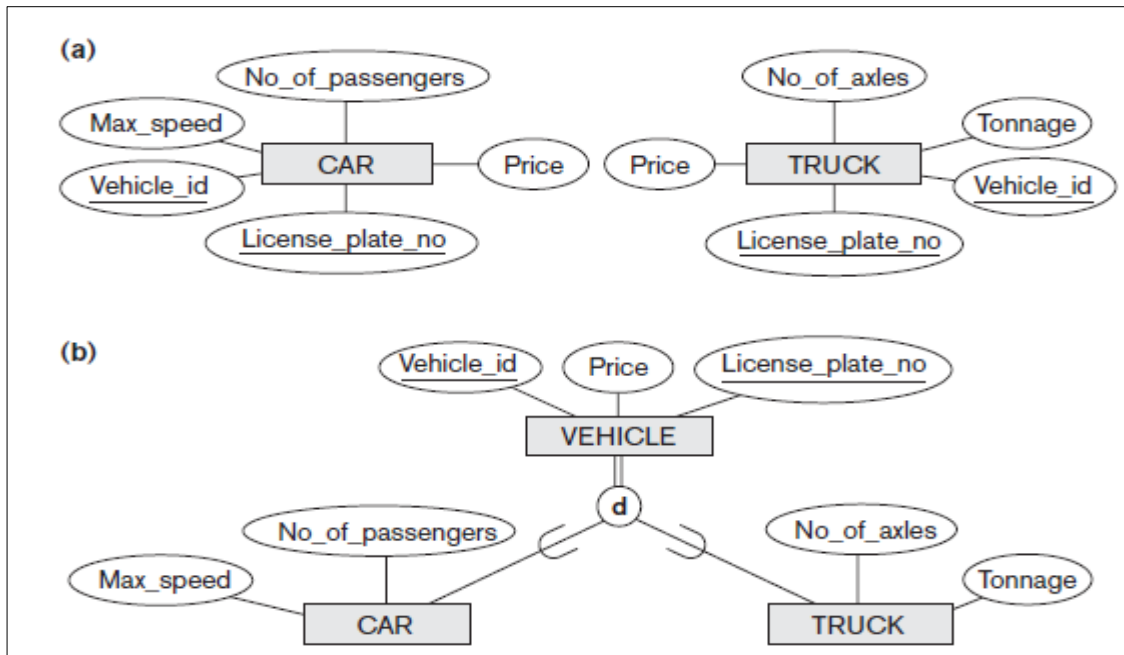 (a)
No_of_passengers
No_of_axles
Max_speed
Tonnage
CAR
Price
Price
TRUCK
Vehicle_id
Vehicle_id
License_plate_no
License_plate_no
(b)
Vehicle_id
Price
License_plate_no
VEHICLE
d
No_of_passengers
No_of_axles
Max_speed
Tonnage
CAR
TRUCK